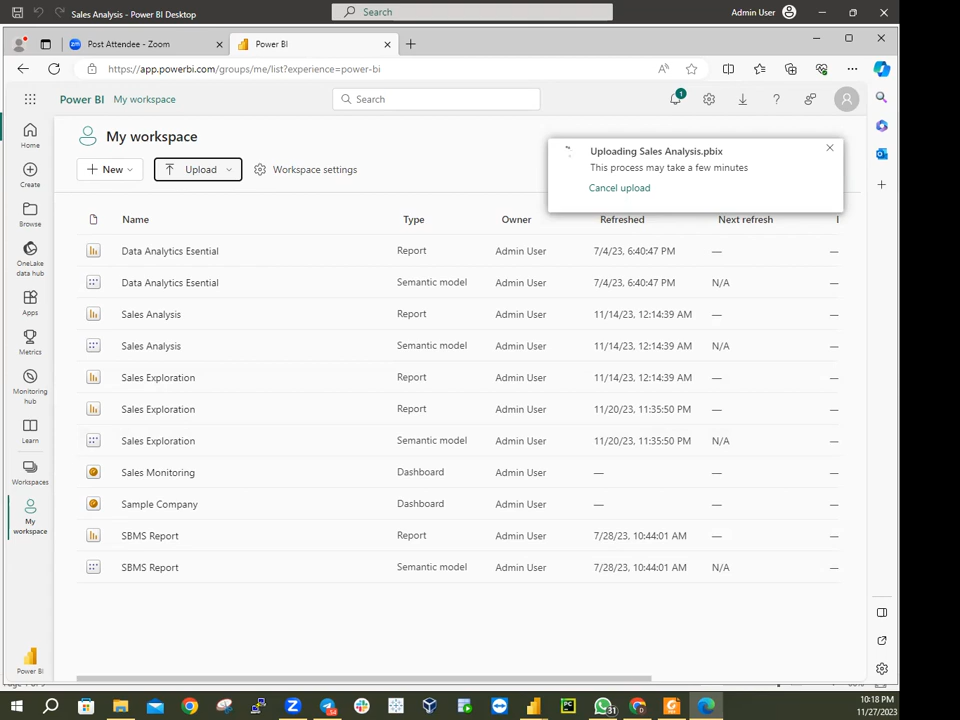 Sales Analysis - Power BI Desktop
Search
Admin User
Post Attendee - Zoom
Power BI
https://app.powerbi.com/groups/me/list?experience=power-bi
Power BI
My workspace
Search
1
Home
Create
Browse
OneLake
data hub
Apps
Metrics
Monitoring
hub
Learn
Workspaces
My
workspace
Power BI
My workspace
New
Upload
Workspace settings
Uploading Sales Analysis.pbix
This process may take a few minutes
Cancel upload
Name Type Owner Refreshed Next refresh
Data Analytics Esential Report Admin User 7/4/23, 6:40:47 PM — —
Data Analytics Esential Semantic model Admin User 7/4/23, 6:40:47 PM N/A —
Sales Analysis Report Admin User 11/14/23, 12:14:39 AM — —
Sales Analysis Semantic model Admin User 11/14/23, 12:14:39 AM N/A —
Sales Exploration Report Admin User 11/14/23, 12:14:39 AM — —
Sales Exploration Report Admin User 11/20/23, 11:35:50 PM — —
Sales Exploration Semantic model Admin User 11/20/23, 11:35:50 PM N/A —
Sales Monitoring Dashboard Admin User — — —
Sample Company Dashboard Admin User — — —
SBMS Report Report Admin User 7/28/23, 10:44:01 AM — —
SBMS Report Semantic model Admin User 7/28/23, 10:44:01 AM N/A —
31
10:18 PM
11/27/2023